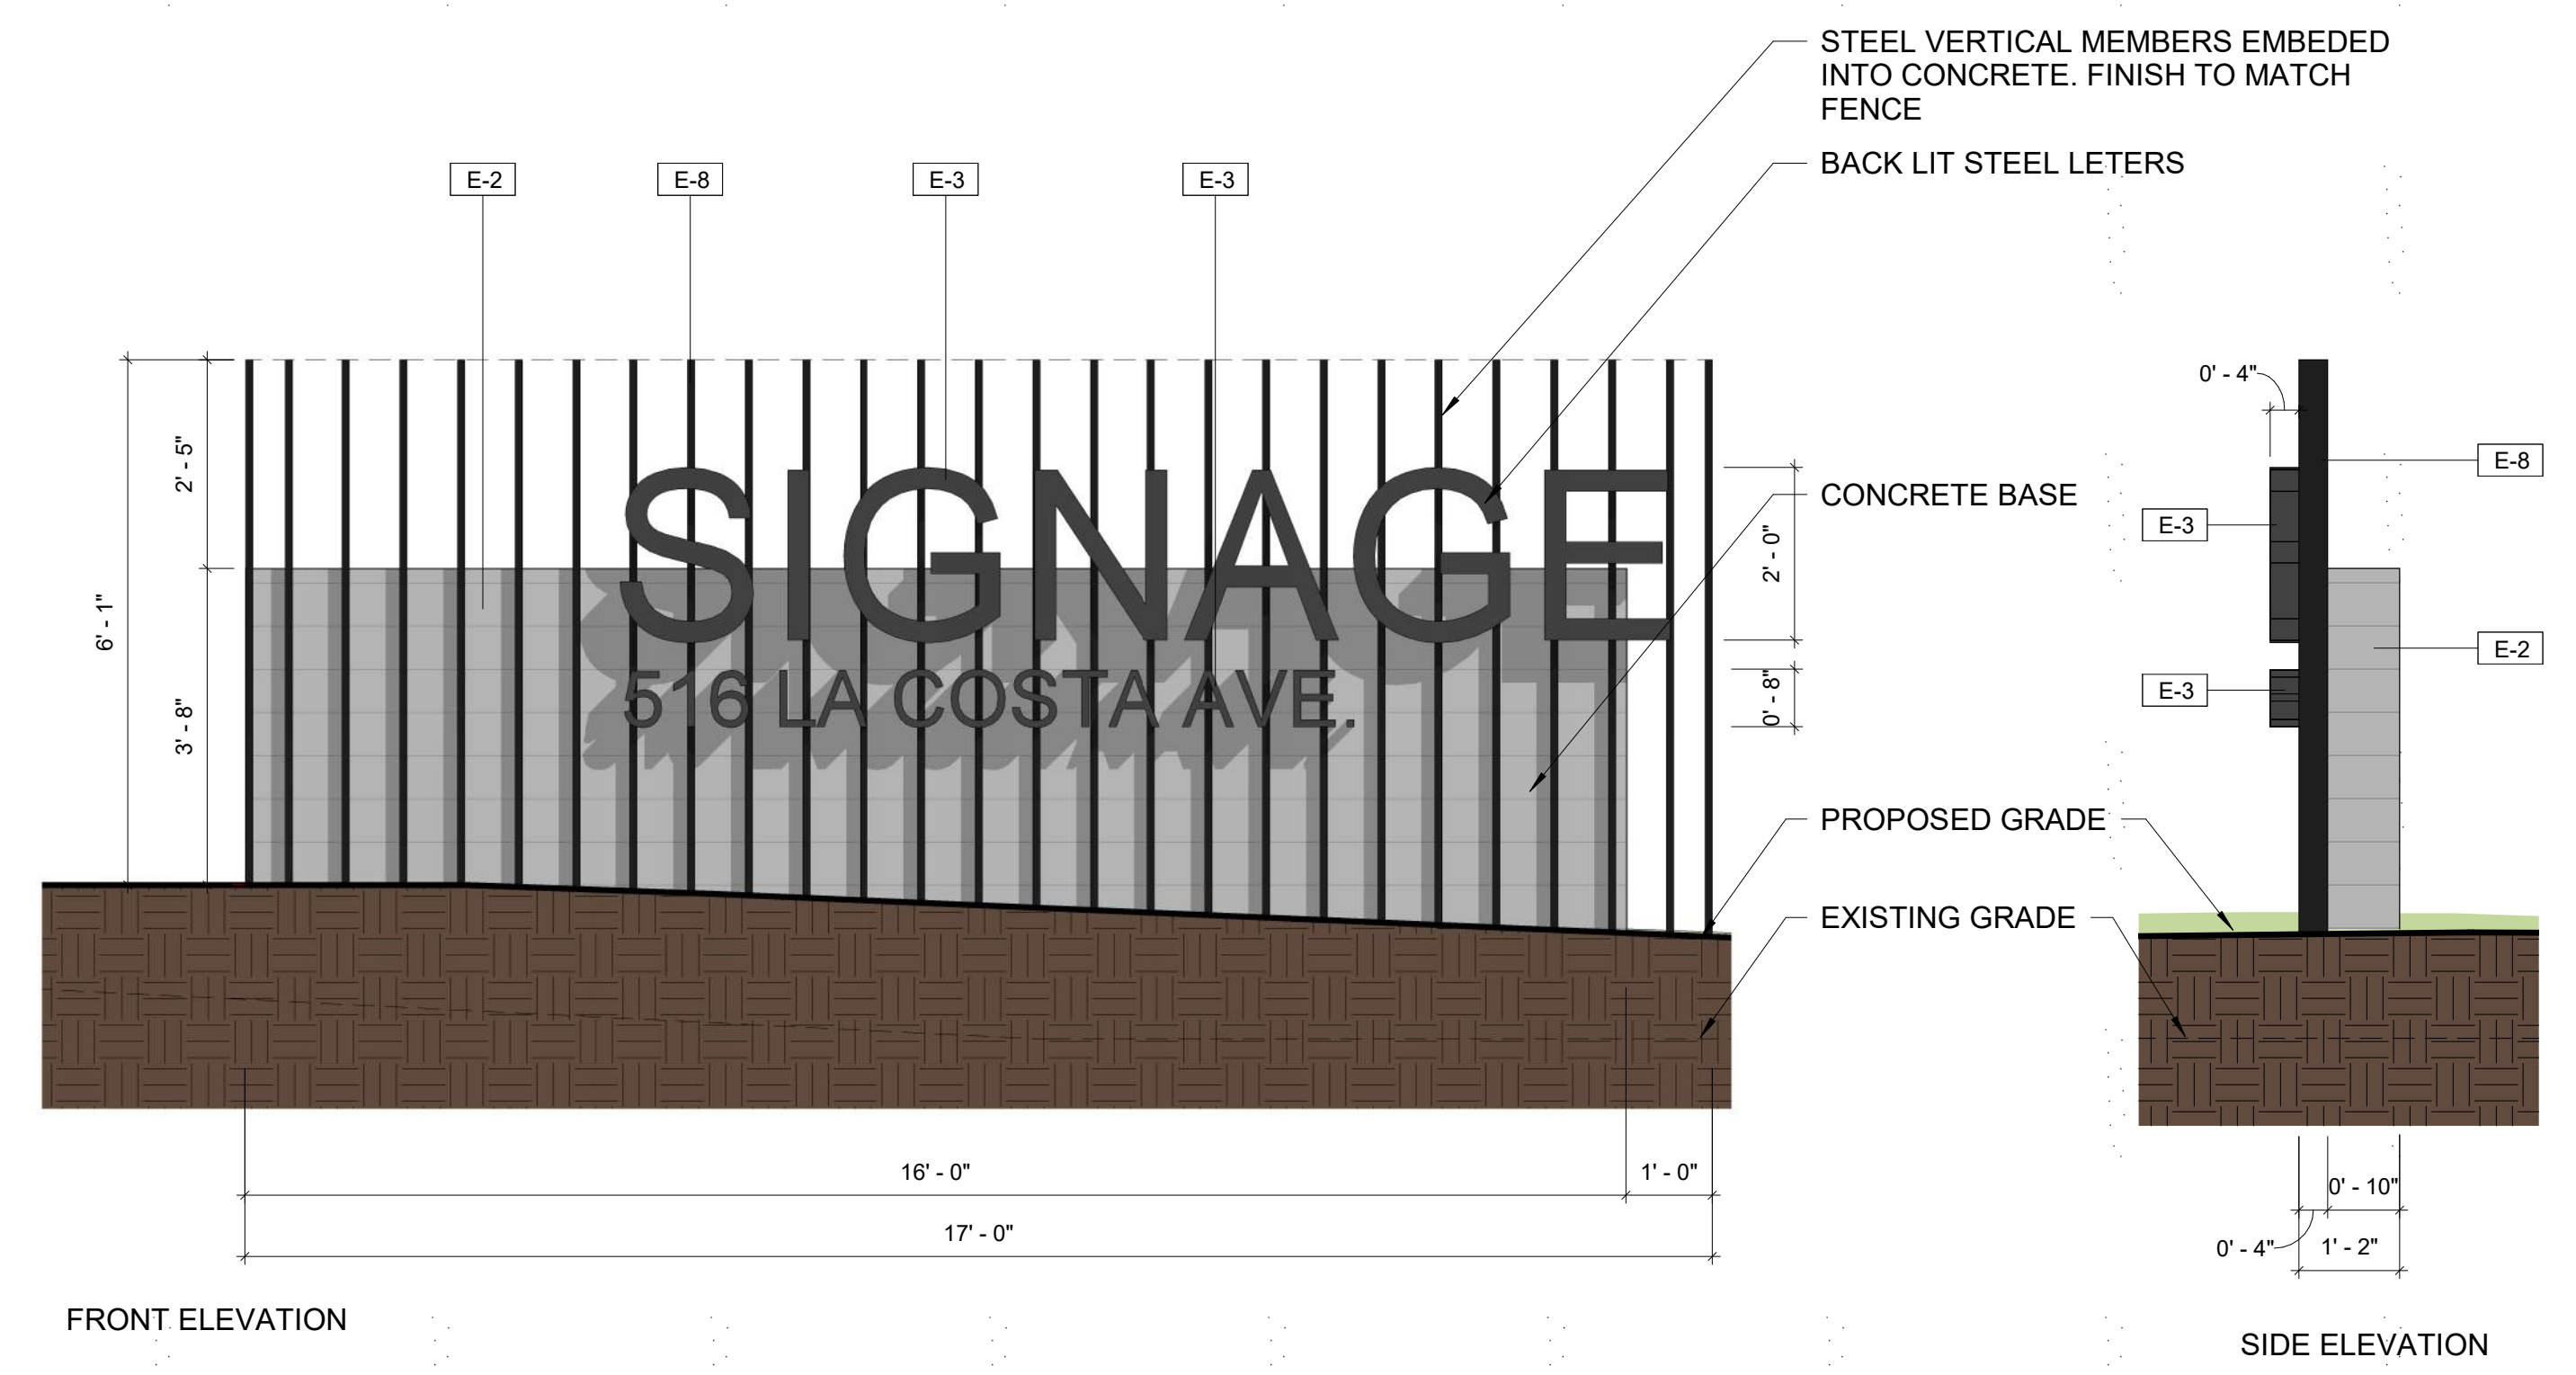 STEEL VERTICAL MEMBERS EMBEDED
INTO CONCRETE. FINISH TO MATCH
FENCE
BACK LIT STEEL LETERS
E-2
E-8
E-3
E-3
0' - 4"
2' - 5"
E-8
SIGNAGE
CONCRETE BASE
2' - 0"
E-3
6' - 1"
E-2
516 LA COSTA AVE.
0' - 8"
E-3
3' - 8"
PROPOSED GRADE
EXISTING GRADE
16' - 0"
1' - 0"
0' - 10"
17' - 0"
0' - 4"
1' - 2"
FRONT ELEVATION
SIDE ELEVATION